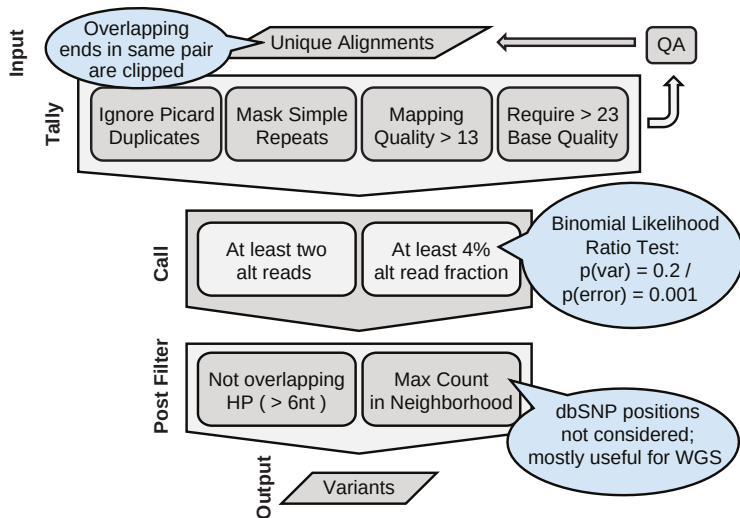 Input
Overlapping
ends in same pair
are clipped
Unique Alignments
QA
Tally
Ignore Picard
Duplicates
Mask Simple
Repeats
Mapping
Quality > 13
Require > 23
Base Quality
Call
At least two
alt reads
At least 4%
alt read fraction
Binomial Likelihood
Ratio Test:
p(var) = 0.2 /
p(error) = 0.001
Post Filter
Not overlapping
HP ( > 6nt )
Max Count
in Neighborhood
dbSNP positions
not considered;
mostly useful for WGS
Output
Variants